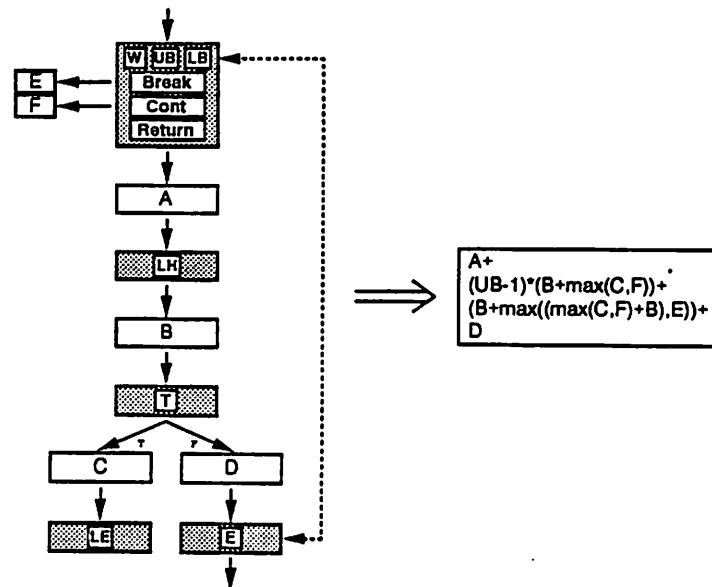 W UB LB
E
Break
F
Cont
Return
A
LH
B
T
T F
C D
LE E
A+
(UB-1)*(B+max(C,F))+
(B+max((max(C,F)+B),E))+
D